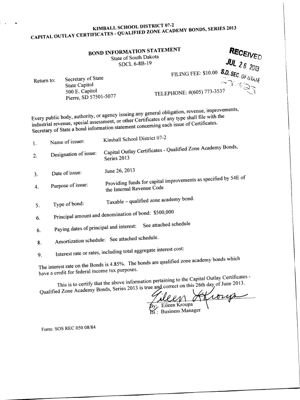 KIMBALL SCHOOL DISTRICT 07-2
CAPITAL OUTLAY CERTIFICATES - QUALIFIED ZONE ACADEMY BONDS, SERIES 2013
BOND INFORMATION STATEMENT
State of South Dakota
SDCL 6-8B-19
RECEIVED
JUL 2 2013
S.D. SEC. OF STATE
Return to: Secretary of State
State Capitol
500 E. Capitol
Pierre, SD 57501-5077
FILING FEE: $10.00
TELEPHONE: #(605) 773-3537
Every public body, authority, or agency issuing any general obligation, revenue, improvements,
industrial revenue, special assessment, or other Certificates of any type shall file with the
Secretary of State a bond information statement concerning each issue of Certificates.
1. Name of issuer: Kimball School District 07-2
2. Designation of issue: Capital Outlay Certificates - Qualified Zone Academy Bonds,
Series 2013
3. Date of issue: June 26, 2013
4. Purpose of issue: Providing funds for capital improvements as specified by 54E of
the Internal Revenue Code
5. Type of bond: Taxable – qualified zone academy bond.
6. Principal amount and denomination of bond: $500,000
6. Paying dates of principal and interest: See attached schedule
8. Amortization schedule: See attached schedule.
9. Interest rate or rates, including total aggregate interest cost:
The interest rate on the Bonds is 4.85%. The bonds are qualified zone academy bonds which
have a credit for federal income tax purposes.
This is to certify that the above information pertaining to the Capital Outlay Certificates -
Qualified Zone Academy Bonds, Series 2013 is true and correct on this 26th day of June 2013.
Eileen Kroupa
By: Eileen Kroupa
Its: Business Manager
Form: SOS REC 050 08/84